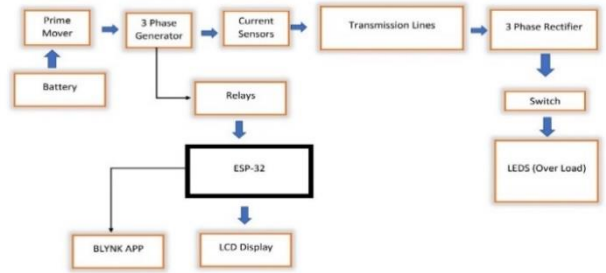 Prime
Mover
3 Phase
Generator
Current
Sensors
Transmission Lines
3 Phase Rectifier
Battery
Relays
Switch
ESP-32
LEDS (Over Load)
BLYNK APP
LCD Display